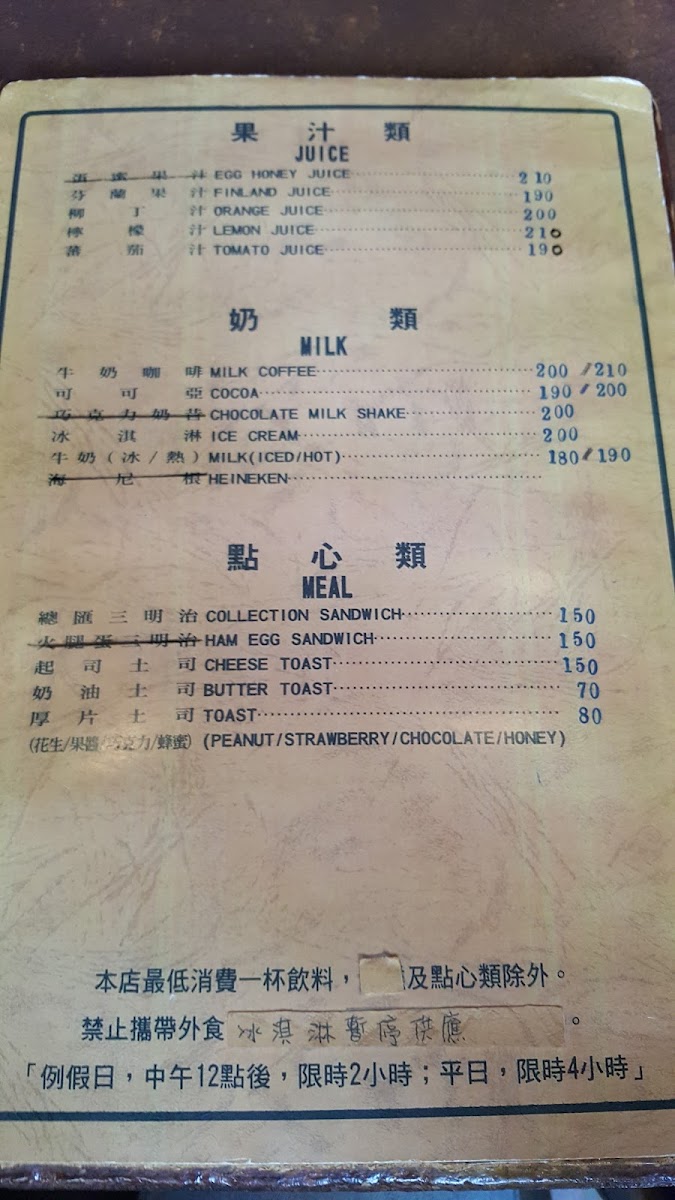 果汁類
JUICE
蛋蜜果汁 EGG HONEY JUICE 210
芬蘭果汁 FINLAND JUICE 190
柳丁汁 ORANGE JUICE 200
檸檬汁 LEMON JUICE 210
蕃茄汁 TOMATO JUICE 190
奶類
MILK
牛奶咖啡 MILK COFFEE 200/210
可可亞 COCOA 190/200
巧克力奶昔 CHOCOLATE MILK SHAKE 200
冰淇淋 ICE CREAM 200
牛奶(冰/熱) MILK(ICED/HOT) 180/190
海尼根 HEINEKEN
點心類
MEAL
總匯三明治 COLLECTION SANDWICH 150
火腿蛋三明治 HAM EGG SANDWICH 150
起司土司 CHEESE TOAST 150
奶油土司 BUTTER TOAST 70
厚片土司 TOAST 80
(花生/果醬/巧克力/蜂蜜) (PEANUT/STRAWBERRY/CHOCOLATE/HONEY)
本店最低消費一杯飲料，及點心類除外。
禁止攜帶外食 冰淇淋暫停供應。
「例假日，中午12點後，限時2小時；平日，限時4小時」